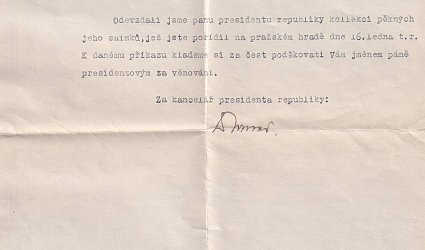 Odevzdali jsme panu presidentu republiky kollekci pěkných
jeho snímků,jež jste pořídil na pražském hradě dne 16.ledna t.r.
K danému příkazu klademe si za čest poděkovati Vám jménem páně
presidentovým za věnování.
Za kancelář presidenta republiky: